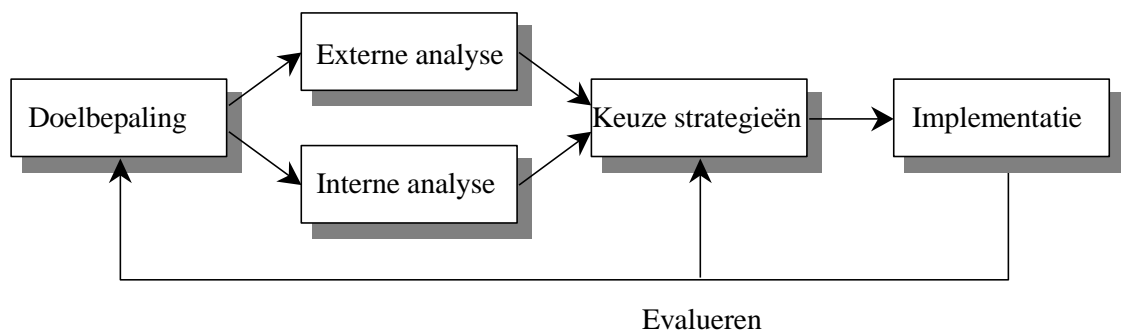 Externe analyse
Doelbepaling
Keuze strategieën
Implementatie
Interne analyse
Evalueren